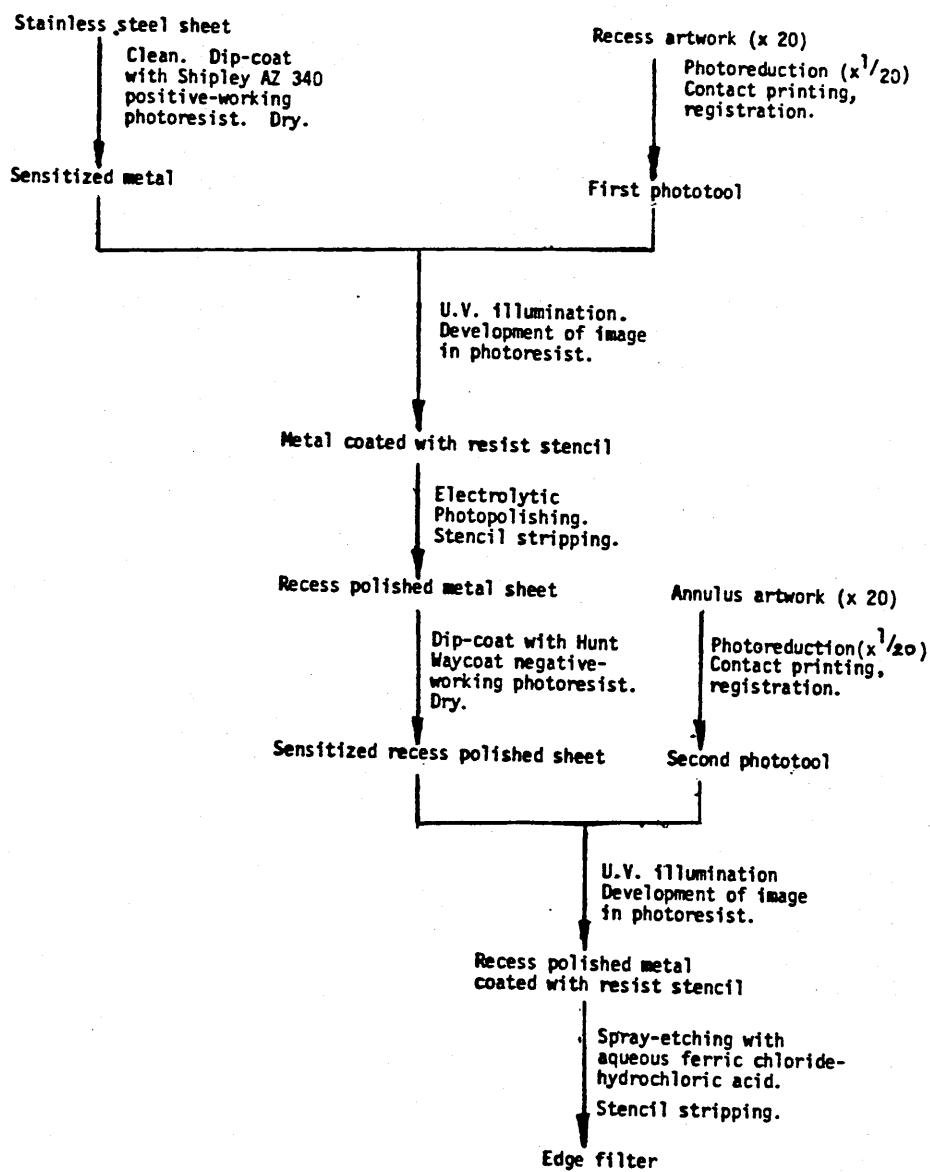 Stainless steel sheet
Clean. Dip-coat
with Shipley AZ 340
positive-working
photoresist. Dry.
Sensitized metal
Recess artwork (x 20)
Photoreduction (x1/20)
Contact printing,
registration.
First phototool
U.V. illumination.
Development of image
in photoresist.
Metal coated with resist stencil
Electrolytic
Photopolishing.
Stencil stripping.
Recess polished metal sheet
Dip-coat with Hunt
Waycoat negative-
working photoresist.
Dry.
Sensitized recess polished sheet
Annulus artwork (x 20)
Photoreduction(x1/20)
Contact printing,
registration.
Second phototool
U.V. illumination
Development of image
in photoresist.
Recess polished metal
coated with resist stencil
Spray-etching with
aqueous ferric chloride-
hydrochloric acid.
Stencil stripping.
Edge filter